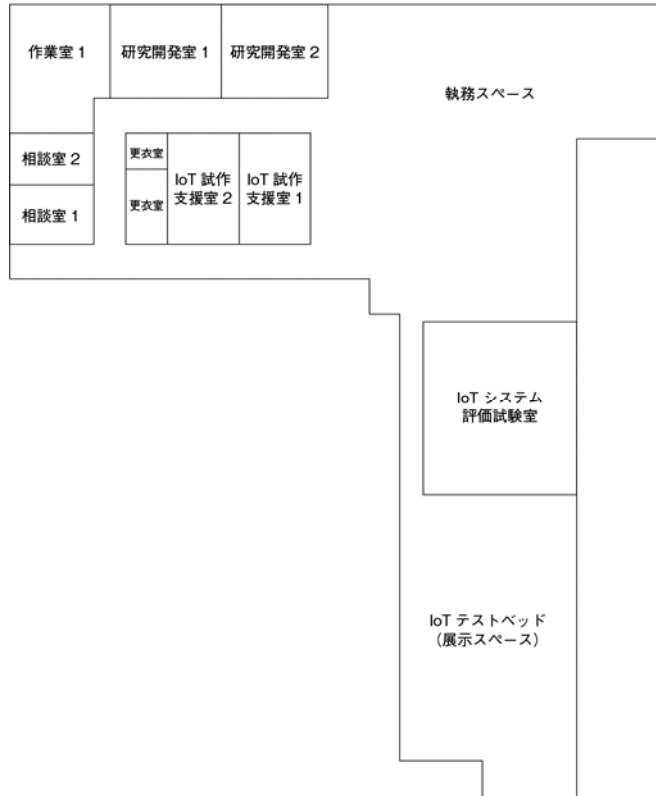 作業室 1
研究開発室 1
研究開発室 2
執務スペース
相談室 2
相談室 1
更衣室
更衣室
IoT 試作
支援室 2
IoT 試作
支援室 1
IoT システム
評価試験室
IoT テストベッド
（展示スペース）